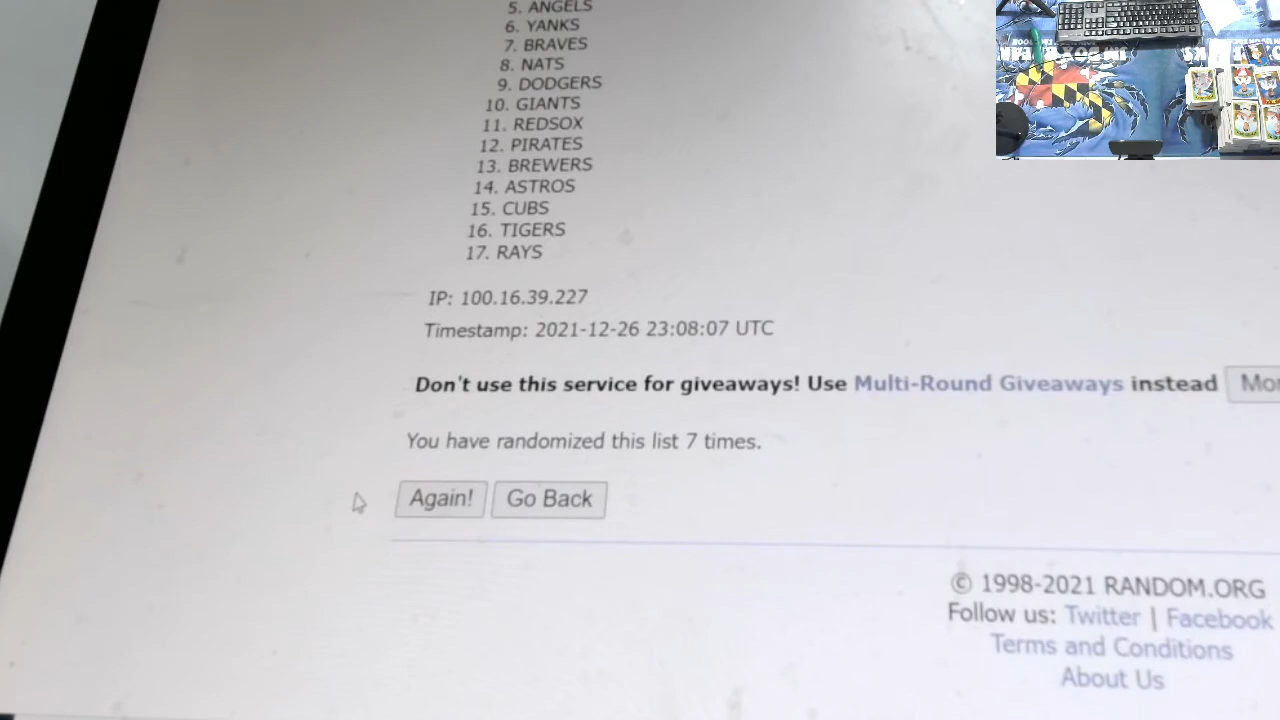 5. ANGELS
6. YANKS
7. BRAVES
8. NATS
9. DODGERS
10. GIANTS
11. REDSOX
12. PIRATES
13. BREWERS
14. ASTROS
15. CUBS
16. TIGERS
17. RAYS
IP: 100.16.39.227
Timestamp: 2021-12-26 23:08:07 UTC
Don't use this service for giveaways! Use Multi-Round Giveaways instead
You have randomized this list 7 times.
Again! Go Back
© 1998-2021 RANDOM.ORG
Follow us: Twitter | Facebook
Terms and Conditions
About Us